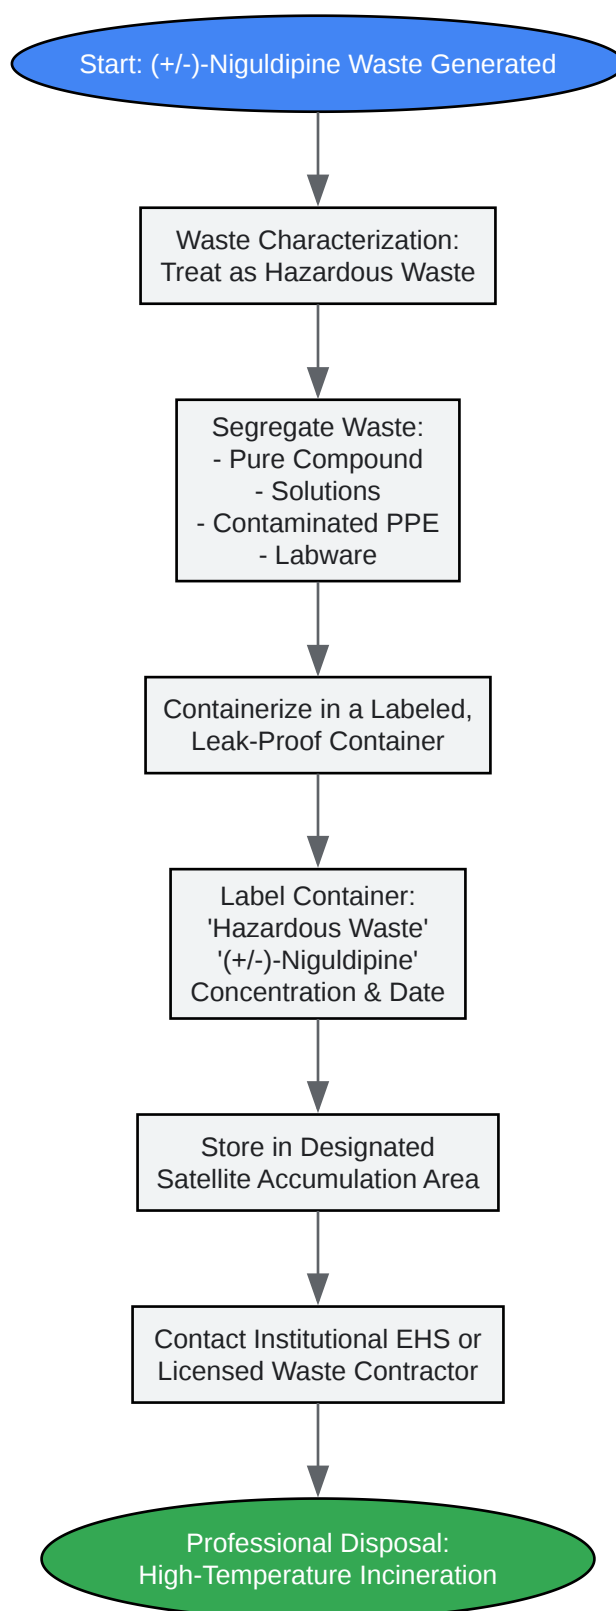 Start: (+/-)-Niguldipine Waste Generated
Waste Characterization:
Treat as Hazardous Waste
Segregate Waste:
- Pure Compound
- Solutions
- Contaminated PPE
- Labware
Containerize in a Labeled,
Leak-Proof Container
Label Container:
'Hazardous Waste'
'(+/-)-Niguldipine'
Concentration & Date
Store in Designated
Satellite Accumulation Area
Contact Institutional EHS or
Licensed Waste Contractor
Professional Disposal:
High-Temperature Incineration